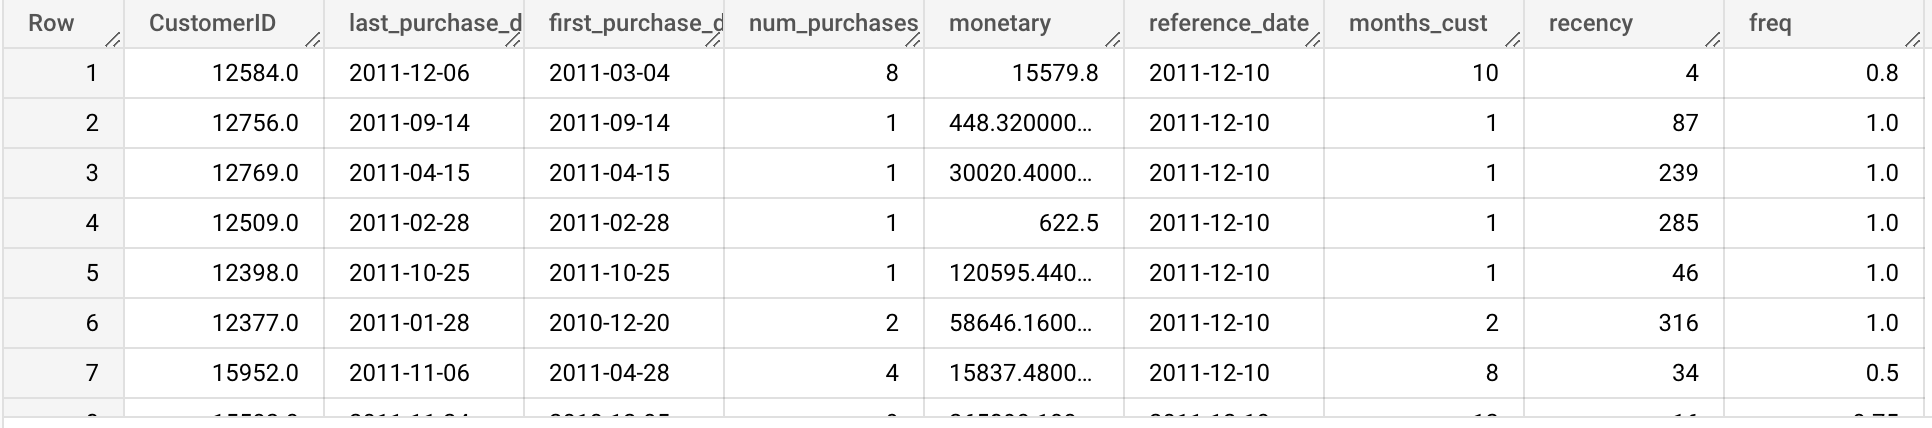 Row CustomerID last_purchase_d first_purchase_d num_purchases monetary reference_date months_cust recency freq
1 12584.0 2011-12-06 2011-03-04 8 15579.8 2011-12-10 10 4 0.8
2 12756.0 2011-09-14 2011-09-14 1 448.320000... 2011-12-10 1 87 1.0
3 12769.0 2011-04-15 2011-04-15 1 30020.4000... 2011-12-10 1 239 1.0
4 12509.0 2011-02-28 2011-02-28 1 622.5 2011-12-10 1 285 1.0
5 12398.0 2011-10-25 2011-10-25 1 120595.440... 2011-12-10 1 46 1.0
6 12377.0 2011-01-28 2010-12-20 2 58646.1600... 2011-12-10 2 316 1.0
7 15952.0 2011-11-06 2011-04-28 4 15837.4800... 2011-12-10 8 34 0.5